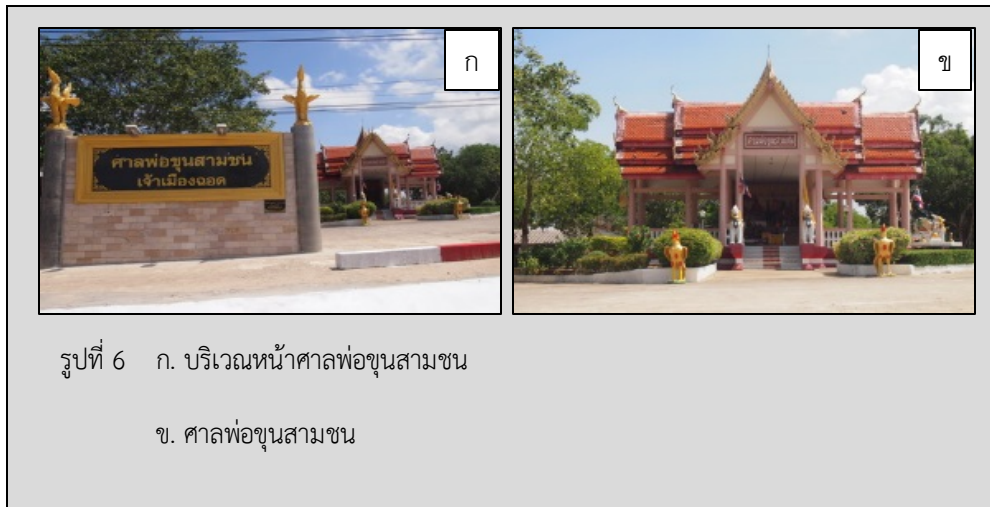 ก
ข
ศาลพ่อขุนสามชน
เจ้าเมืองฉอด
รูปที่ 6 ก. บริเวณหน้าศาลพ่อขุนสามชน
ข. ศาลพ่อขุนสามชน